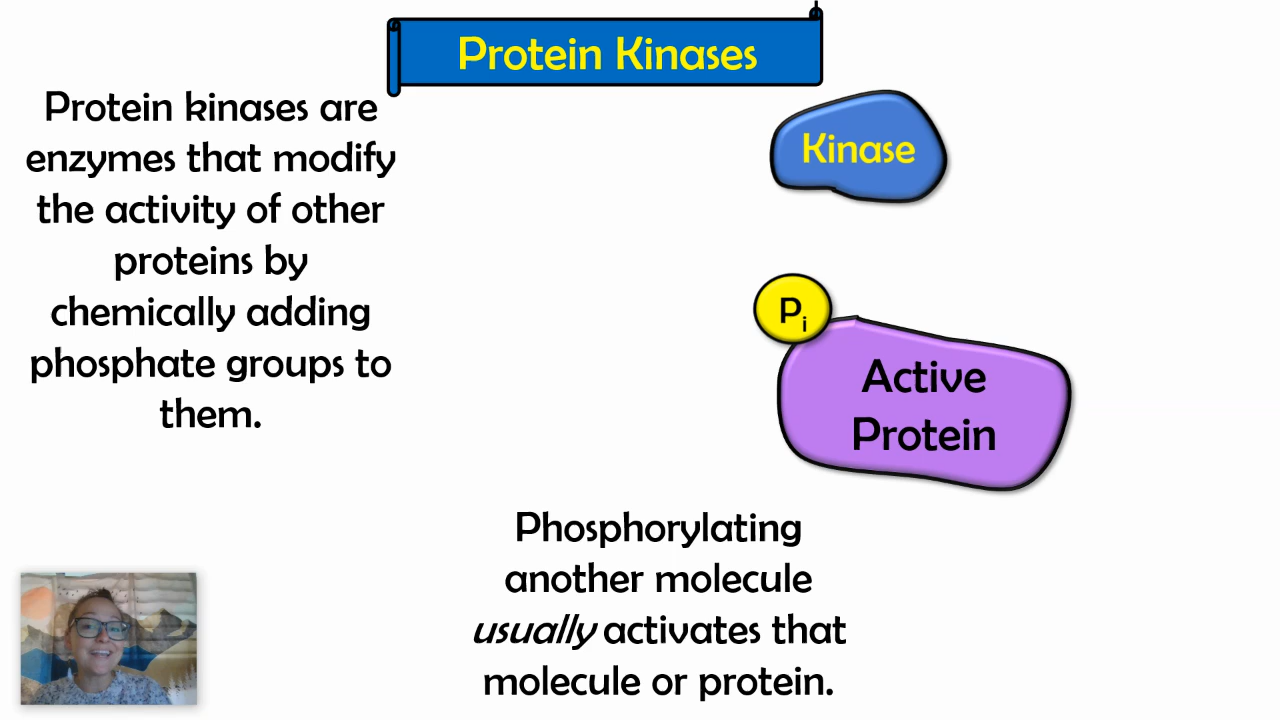 Protein Kinases
Protein kinases are
enzymes that modify
the activity of other
proteins by
chemically adding
phosphate groups to
them.
Kinase
Pi
Active
Protein
Phosphorylating
another molecule
usually activates that
molecule or protein.